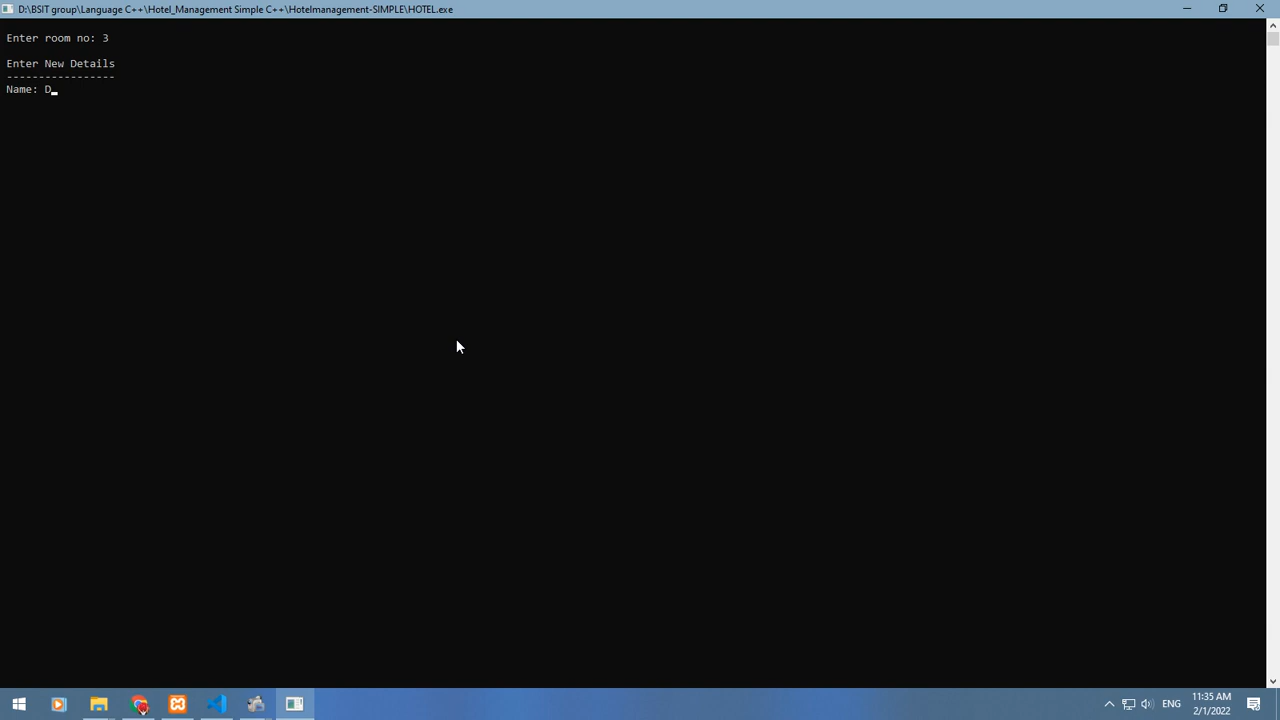 D:\BSIT group\Language C++\Hotel_Management Simple C++\Hotelmanagement-SIMPLE\HOTEL.exe
Enter room no: 3
Enter New Details
-----------------
Name: D_
ENG
11:35 AM
2/1/2022